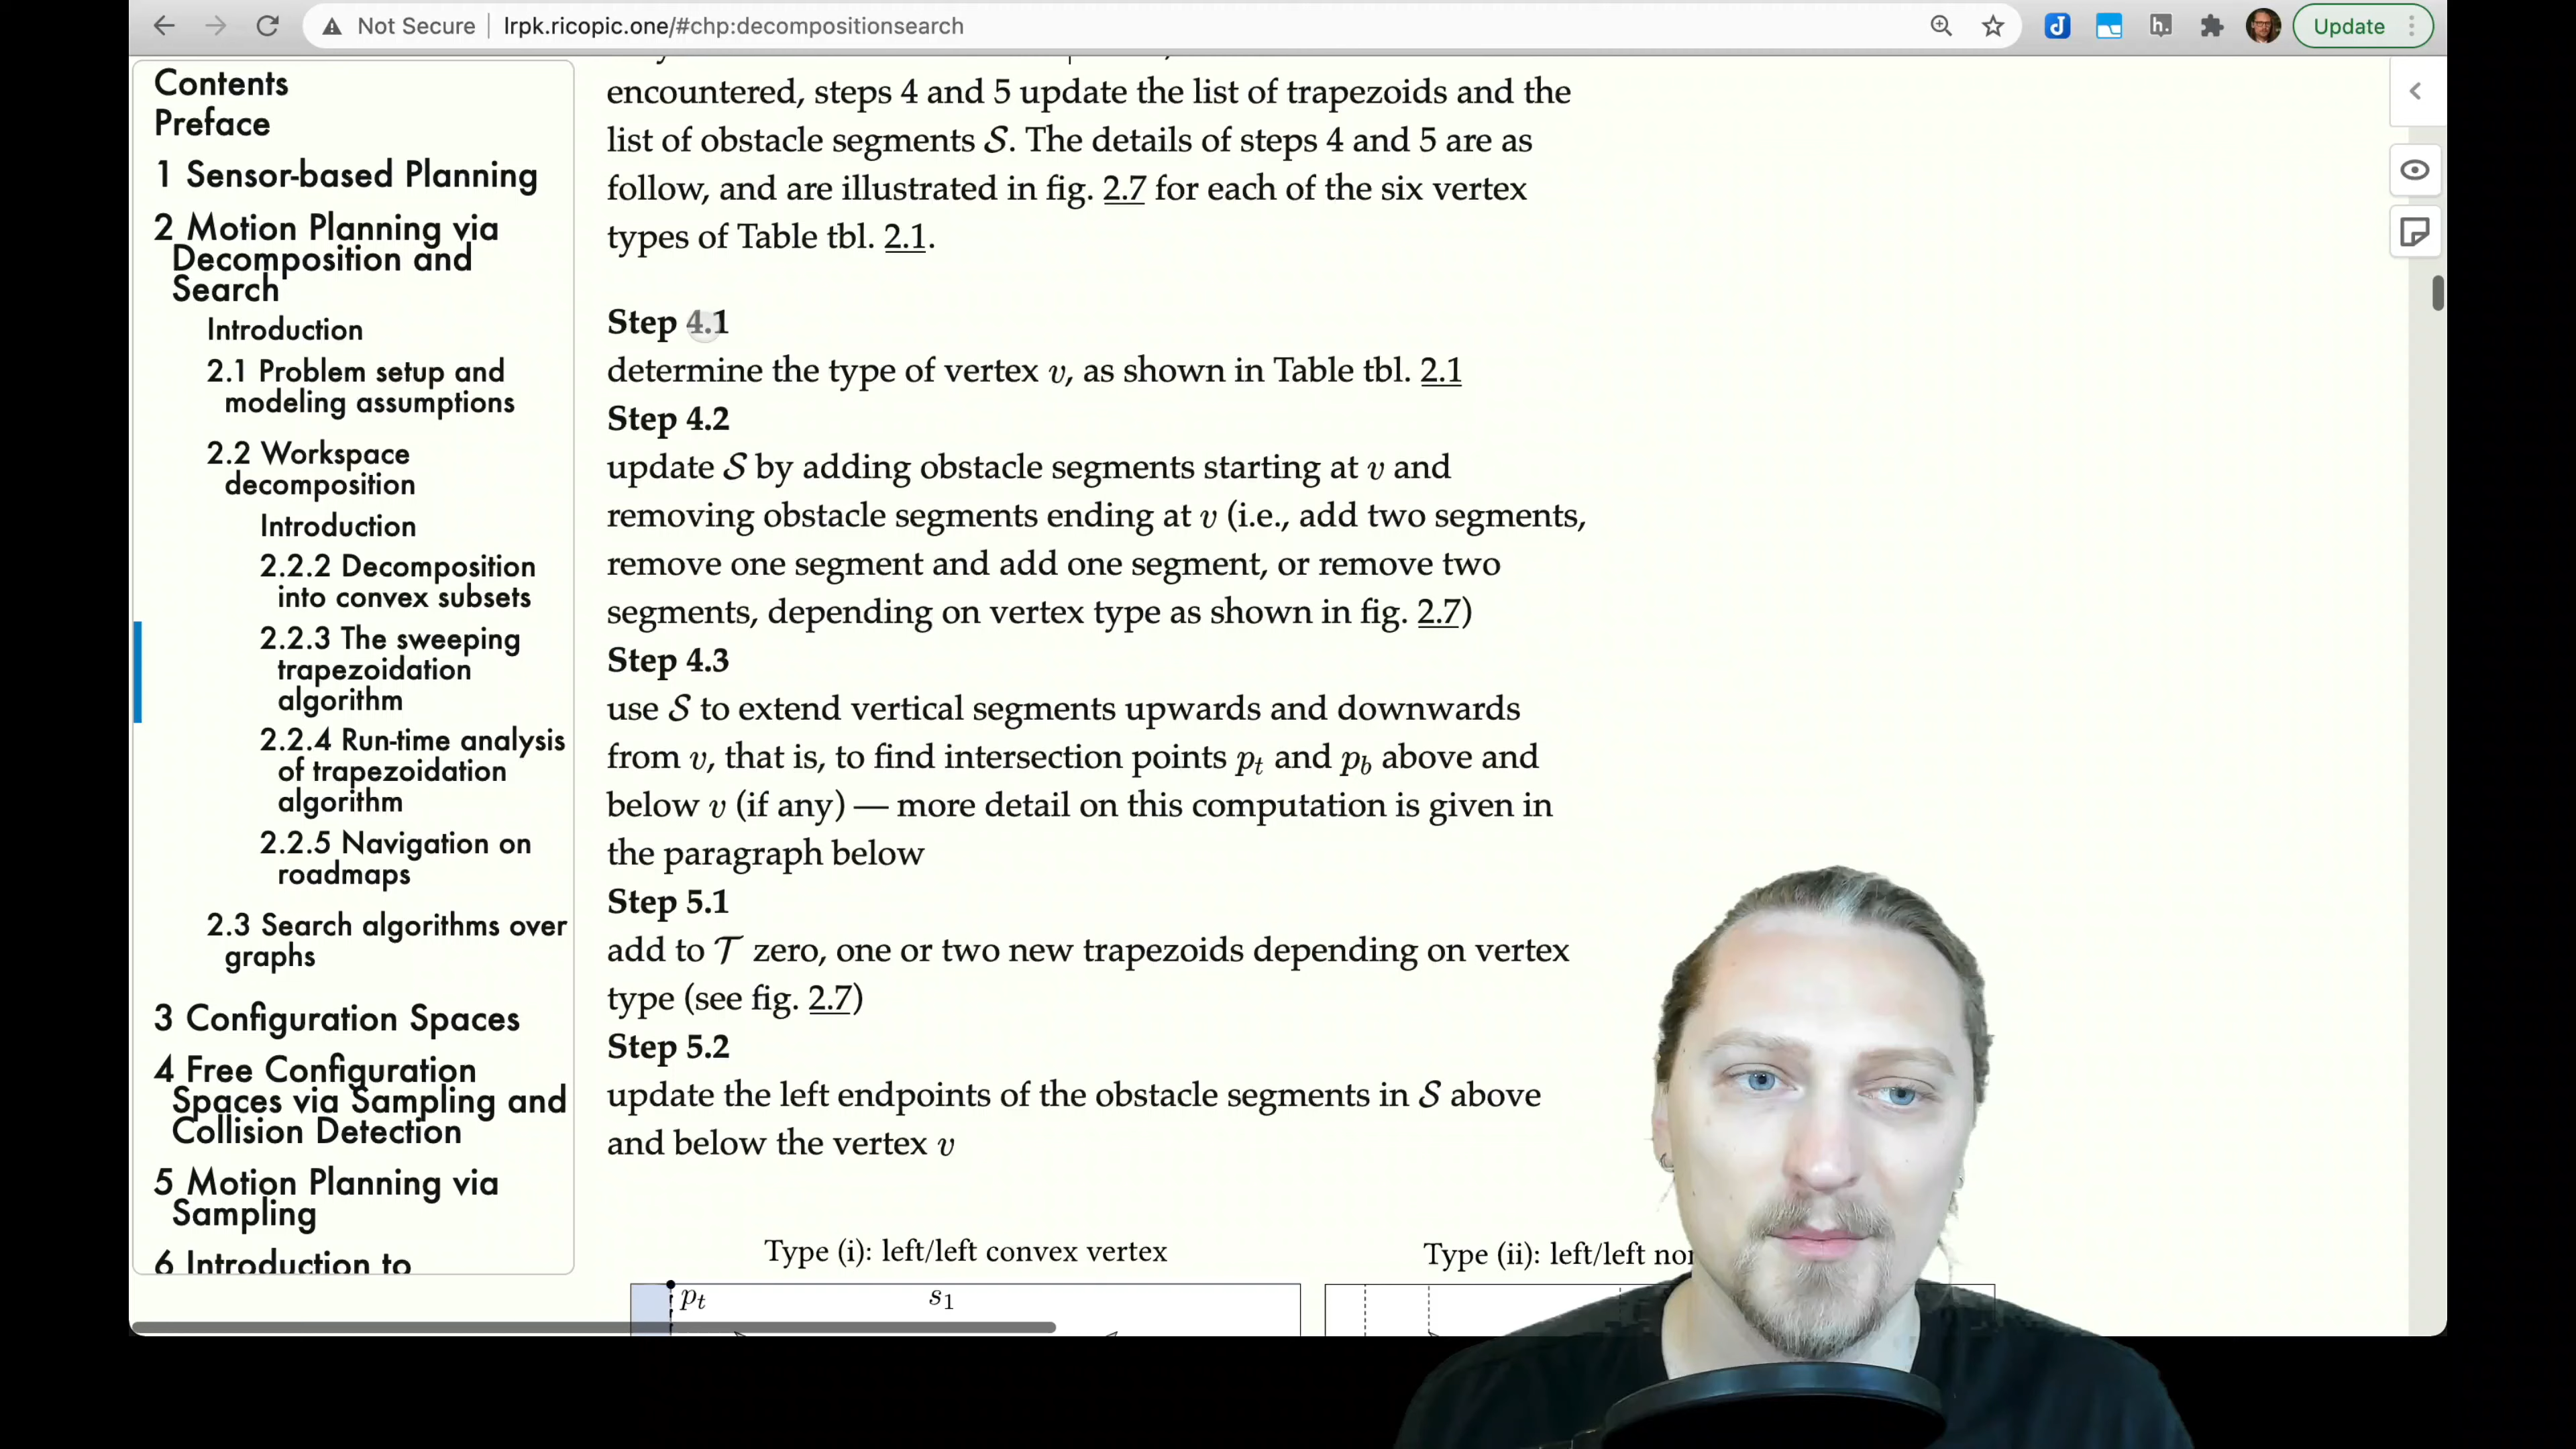 Not Secure
lrpk.ricopic.one/#chp:decompositionsearch
Update
Contents
Preface
1 Sensor-based Planning
2 Motion Planning via
Decomposition and
Search
Introduction
2.1 Problem setup and
modeling assumptions
2.2 Workspace
decomposition
Introduction
2.2.2 Decomposition
into convex subsets
2.2.3 The sweeping
trapezoidation
algorithm
2.2.4 Run-time analysis
of trapezoidation
algorithm
2.2.5 Navigation on
roadmaps
2.3 Search algorithms over
graphs
3 Configuration Spaces
4 Free Configuration
Spaces via Sampling and
Collision Detection
5 Motion Planning via
Sampling
6 Introduction to
encountered, steps 4 and 5 update the list of trapezoids and the
list of obstacle segments 𝒮. The details of steps 4 and 5 are as
follow, and are illustrated in fig. 2.7 for each of the six vertex
types of Table tbl. 2.1.
Step 4.1
determine the type of vertex v, as shown in Table tbl. 2.1
Step 4.2
update 𝒮 by adding obstacle segments starting at v and
removing obstacle segments ending at v (i.e., add two segments,
remove one segment and add one segment, or remove two
segments, depending on vertex type as shown in fig. 2.7)
Step 4.3
use 𝒮 to extend vertical segments upwards and downwards
from v, that is, to find intersection points p_t and p_b above and
below v (if any) — more detail on this computation is given in
the paragraph below
Step 5.1
add to 𝒯 zero, one or two new trapezoids depending on vertex
type (see fig. 2.7)
Step 5.2
update the left endpoints of the obstacle segments in 𝒮 above
and below the vertex v
Type (i): left/left convex vertex
Type (ii): left/left
p_t
s_1